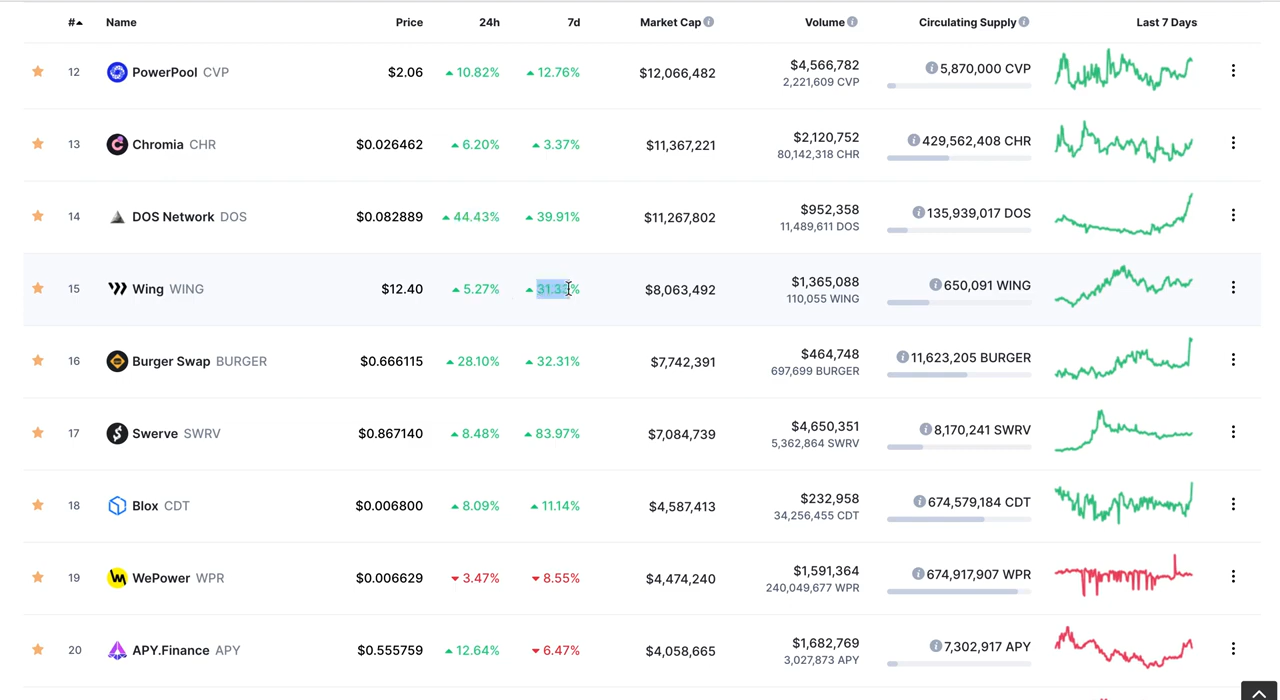 # Name Price 24h 7d Market Cap Volume Circulating Supply Last 7 Days
12 PowerPool CVP $2.06 10.82% 12.76% $12,066,482 $4,566,782 5,870,000 CVP
2,221,609 CVP
13 Chromia CHR $0.026462 6.20% 3.37% $11,367,221 $2,120,752 429,562,408 CHR
80,142,318 CHR
14 DOS Network DOS $0.082889 44.43% 39.91% $11,267,802 $952,358 135,939,017 DOS
11,489,611 DOS
15 Wing WING $12.40 5.27% 31.33% $8,063,492 $1,365,088 650,091 WING
110,055 WING
16 Burger Swap BURGER $0.666115 28.10% 32.31% $7,742,391 $464,748 11,623,205 BURGER
697,699 BURGER
17 Swerve SWRV $0.867140 8.48% 83.97% $7,084,739 $4,650,351 8,170,241 SWRV
5,362,864 SWRV
18 Blox CDT $0.006800 8.09% 11.14% $4,587,413 $232,958 674,579,184 CDT
34,256,455 CDT
19 WePower WPR $0.006629 3.47% 8.55% $4,474,240 $1,591,364 674,917,907 WPR
240,049,677 WPR
20 APY.Finance APY $0.555759 12.64% 6.47% $4,058,665 $1,682,769 7,302,917 APY
3,027,873 APY